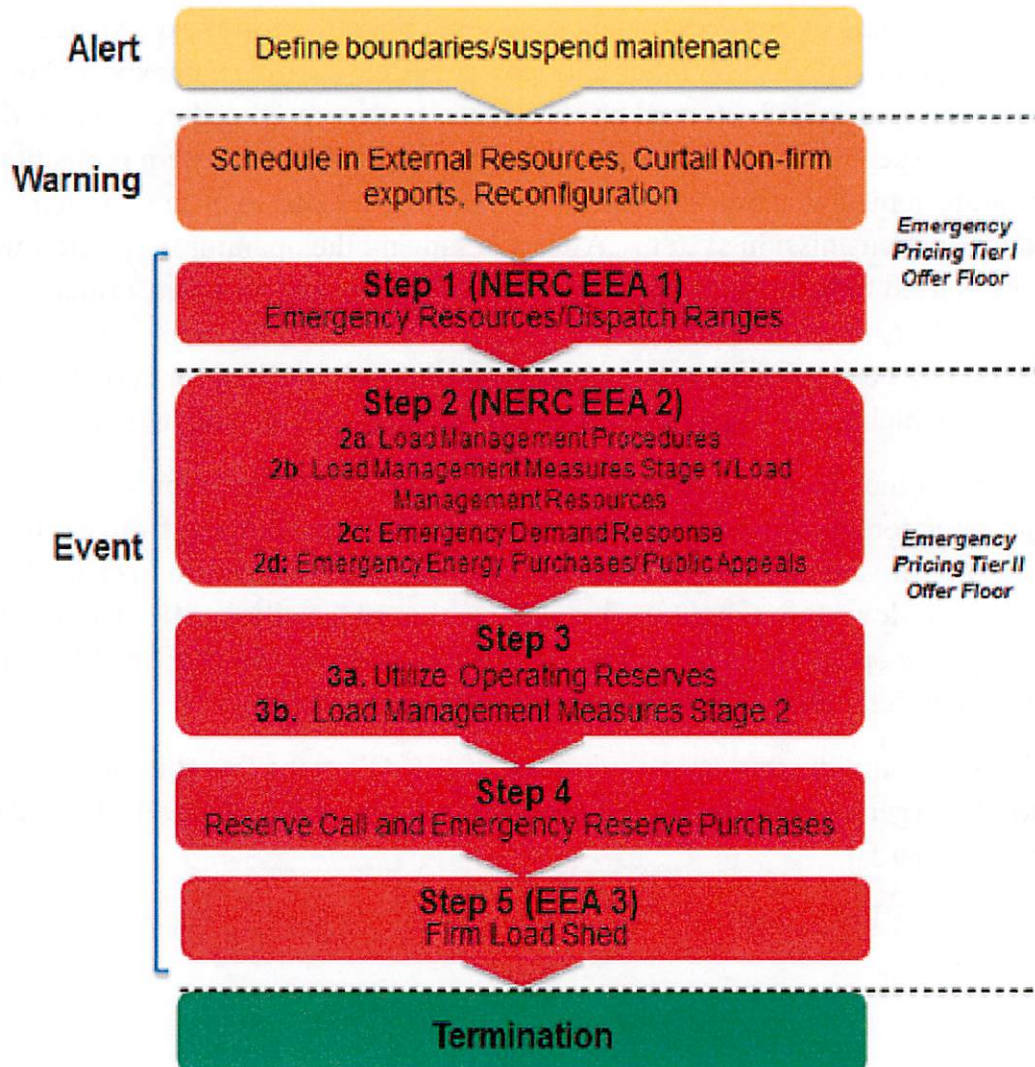 Alert
Define boundaries/suspend maintenance
Warning
Schedule in External Resources, Curtail Non-firm
exports, Reconfiguration
Emergency
Pricing Tier I
Offer Floor
Step 1 (NERC EEA 1)
Emergency Resources/Dispatch Ranges
Event
Step 2 (NERC EEA 2)
2a: Load Management Procedures
2b: Load Management Measures Stage 1/Load
Management Resources
2c: Emergency Demand Response
2d: Emergency Energy Purchases/Public Appeals
Emergency
Pricing Tier II
Offer Floor
Step 3
3a. Utilize Operating Reserves
3b. Load Management Measures Stage 2
Step 4
Reserve Call and Emergency Reserve Purchases
Step 5 (EEA 3)
Firm Load Shed
Termination